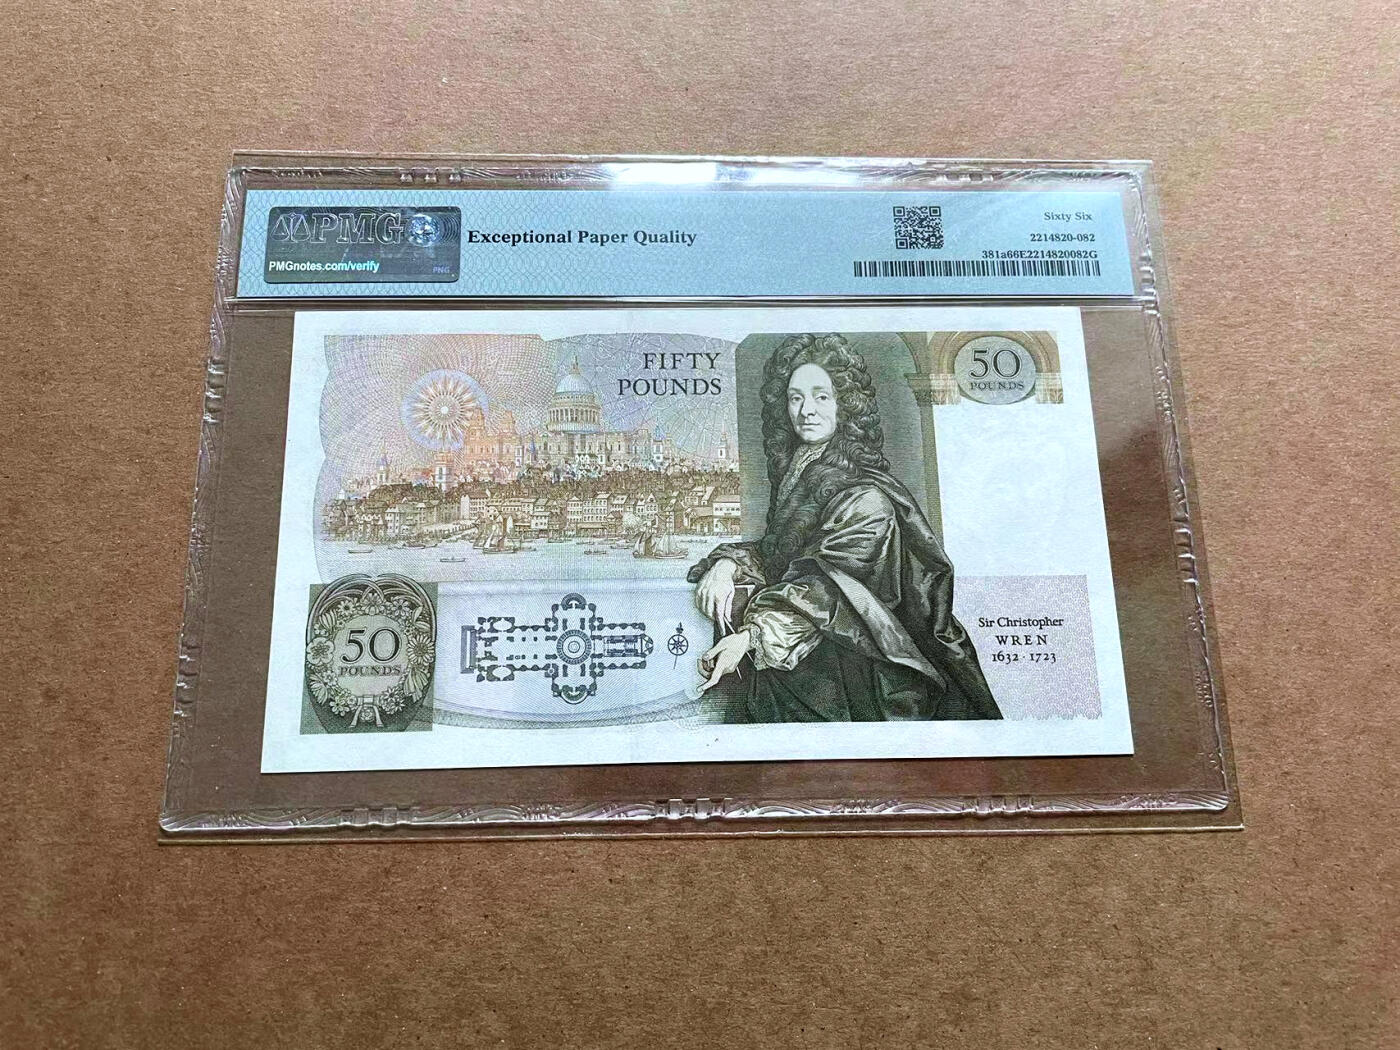 PMG
PMGnotes.com/verify
PNG
Exceptional Paper Quality
Sixty Six
2214820-082
381a66E2214820082G
FIFTY
POUNDS
50
POUNDS
50
POUNDS
Sir Christopher
WREN
1632·1723